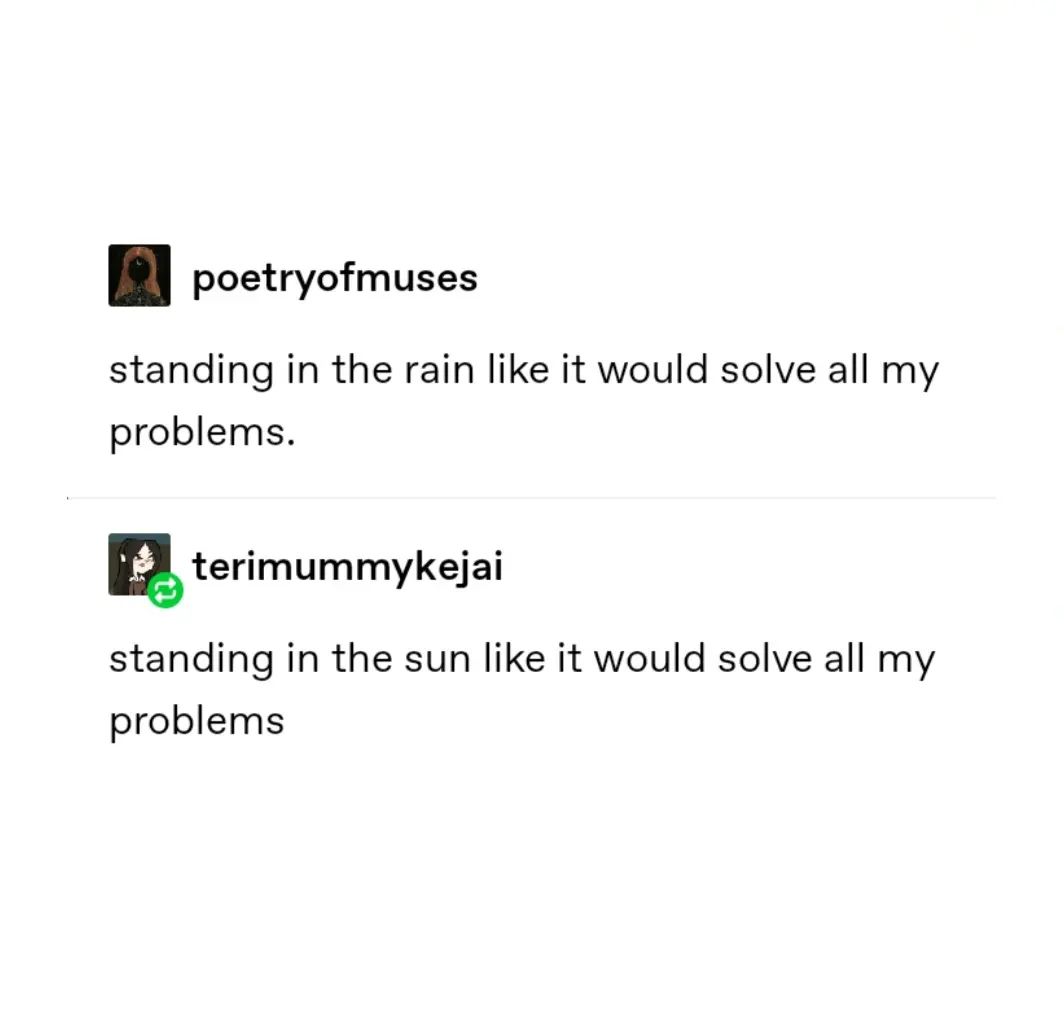 poetryofmuses
standing in the rain like it would solve all my
problems.
terimummykejai
standing in the sun like it would solve all my
problems